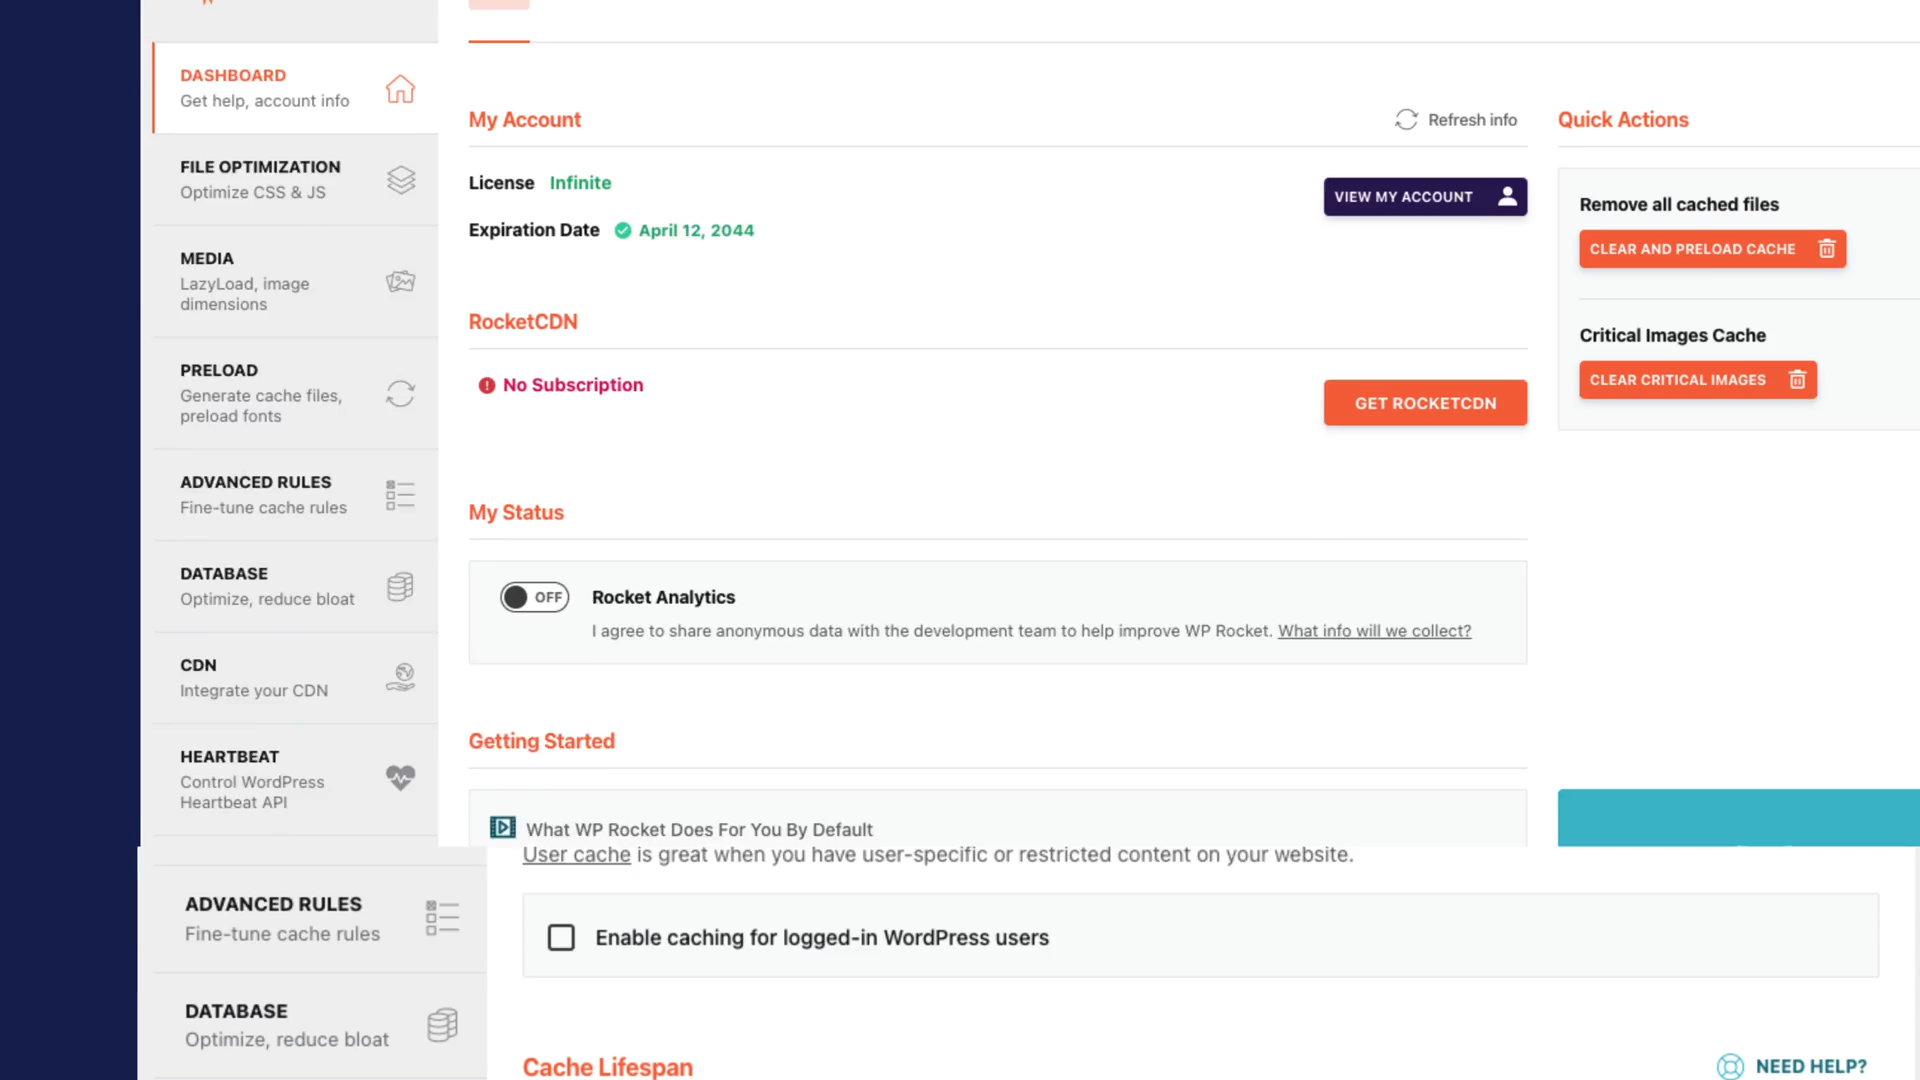 DASHBOARD
Get help, account info
FILE OPTIMIZATION
Optimize CSS & JS
MEDIA
LazyLoad, image
dimensions
PRELOAD
Generate cache files,
preload fonts
ADVANCED RULES
Fine-tune cache rules
DATABASE
Optimize, reduce bloat
CDN
Integrate your CDN
HEARTBEAT
Control WordPress
Heartbeat API
My Account
Refresh info
License Infinite
VIEW MY ACCOUNT
Expiration Date April 12, 2044
RocketCDN
No Subscription
GET ROCKETCDN
My Status
OFF
Rocket Analytics
I agree to share anonymous data with the development team to help improve WP Rocket. What info will we collect?
Getting Started
What WP Rocket Does For You By Default
Quick Actions
Remove all cached files
CLEAR AND PRELOAD CACHE
Critical Images Cache
CLEAR CRITICAL IMAGES
ADVANCED RULES
Fine-tune cache rules
DATABASE
Optimize, reduce bloat
User cache is great when you have user-specific or restricted content on your website.
Enable caching for logged-in WordPress users
Cache Lifespan
NEED HELP?